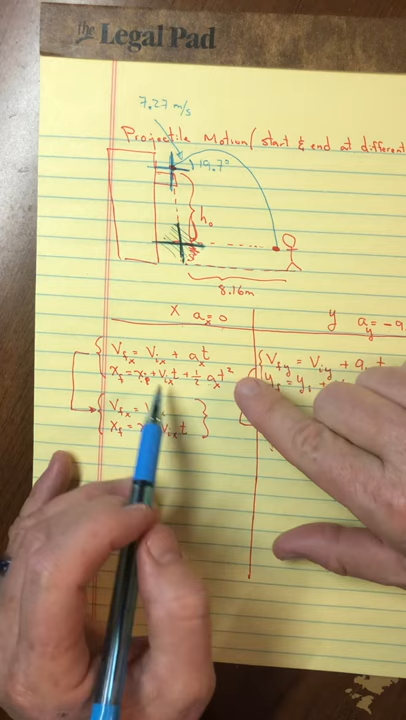 the Legal Pad
7.27 m/s
Projectile Motion (start & end at different
19.7°
h₀
8.16m
x aₓ=0
y a_y = -9
V_fx = V_ix + aₓt
x_f = x_i + V_ix t + ½ aₓt²
V_fy = V_iy + a t
y_f = y_i +
V_fx =
x_f = V_ix t